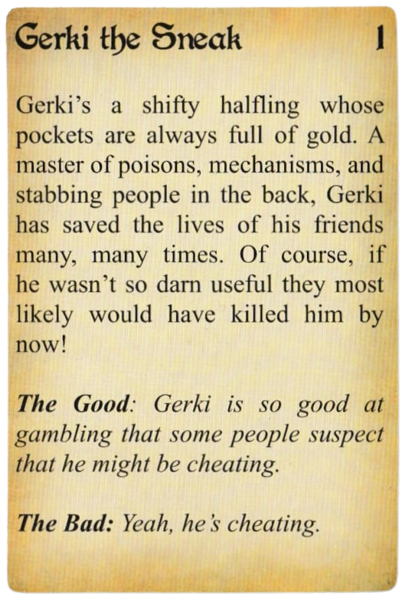 Gerki the Sneak 1
Gerki's a shifty halfling whose
pockets are always full of gold. A
master of poisons, mechanisms, and
stabbing people in the back, Gerki
has saved the lives of his friends
many, many times. Of course, if
he wasn't so darn useful they most
likely would have killed him by
now!
The Good: Gerki is so good at
gambling that some people suspect
that he might be cheating.
The Bad: Yeah, he's cheating.